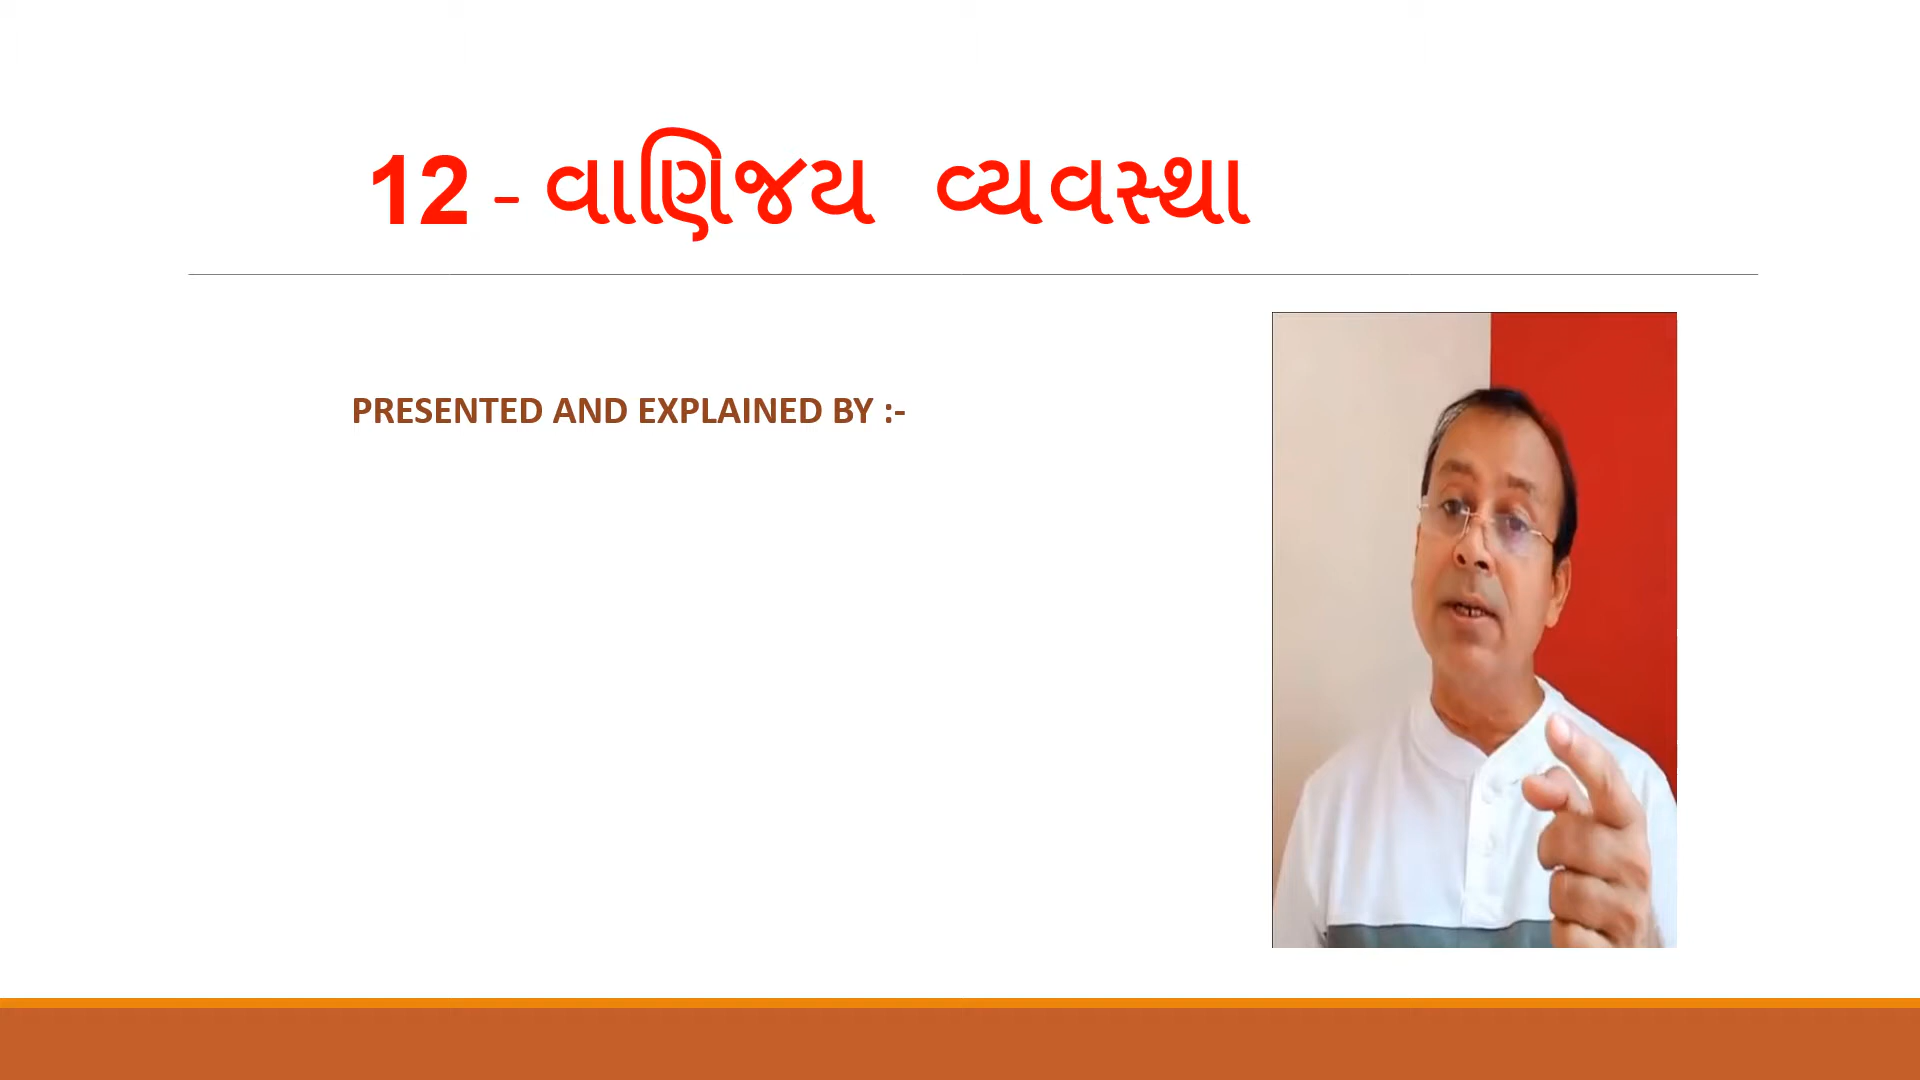 12 - વાણિજય વ્યવસ્થા
PRESENTED AND EXPLAINED BY :-